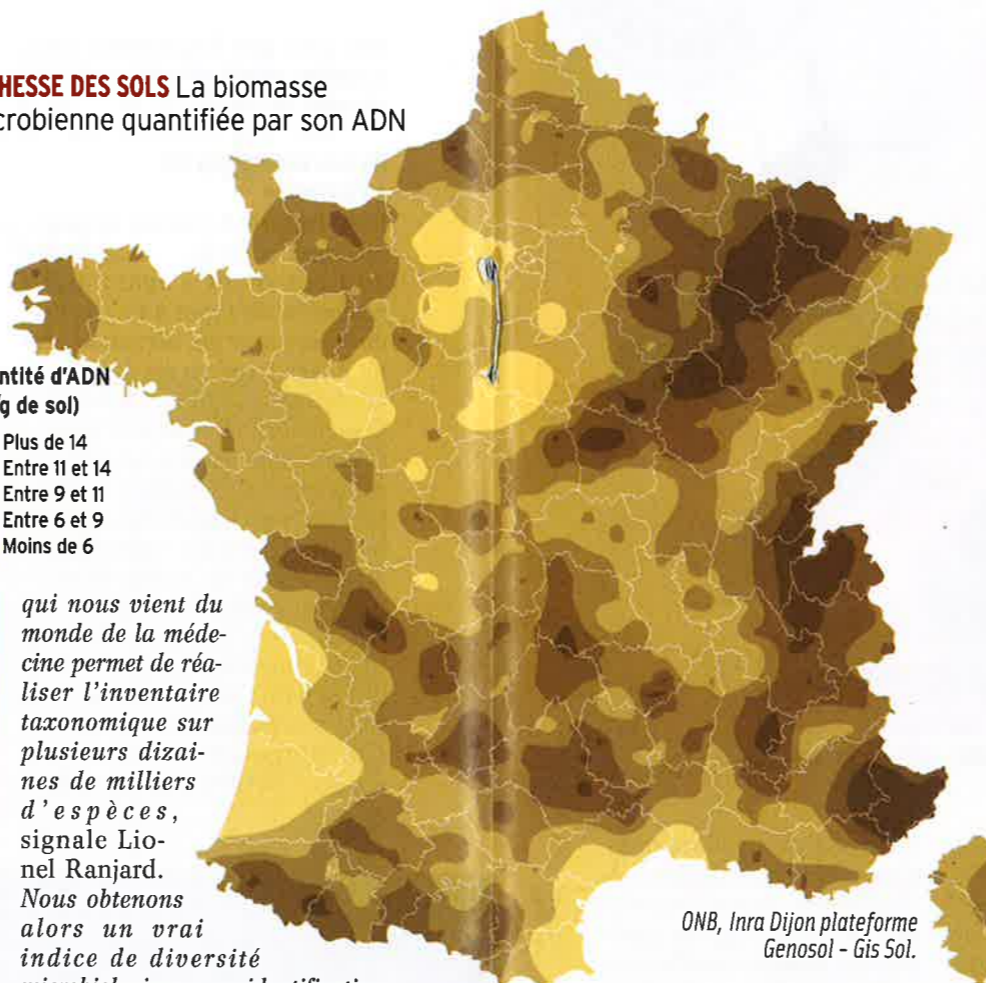 HESSE DES SOLS La biomasse
crobienne quantifiée par son ADN
ntité d'ADN
g de sol)
Plus de 14
Entre 11 et 14
Entre 9 et 11
Entre 6 et 9
Moins de 6
qui nous vient du
monde de la méde-
cine permet de réa-
liser l'inventaire
taxonomique sur
plusieurs dizai-
nes de milliers
d'espèces,
signale Lio-
nel Ranjard.
Nous obtenons
alors un vrai
indice de diversité
ONB, Inra Dijon plateforme
Genosol - Gis Sol.